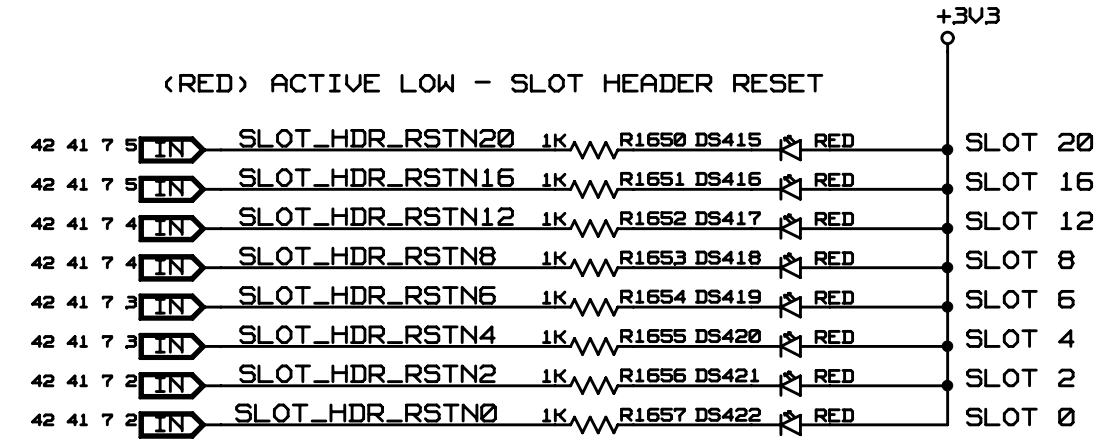 +3V3
(RED) ACTIVE LOW - SLOT HEADER RESET
42 41 7 5 IN SLOT_HDR_RSTN20 1K R1650 DS415 RED SLOT 20
42 41 7 5 IN SLOT_HDR_RSTN16 1K R1651 DS416 RED SLOT 16
42 41 7 4 IN SLOT_HDR_RSTN12 1K R1652 DS417 RED SLOT 12
42 41 7 4 IN SLOT_HDR_RSTN8 1K R1653 DS418 RED SLOT 8
42 41 7 3 IN SLOT_HDR_RSTN6 1K R1654 DS419 RED SLOT 6
42 41 7 3 IN SLOT_HDR_RSTN4 1K R1655 DS420 RED SLOT 4
42 41 7 2 IN SLOT_HDR_RSTN2 1K R1656 DS421 RED SLOT 2
42 41 7 2 IN SLOT_HDR_RSTN0 1K R1657 DS422 RED SLOT 0